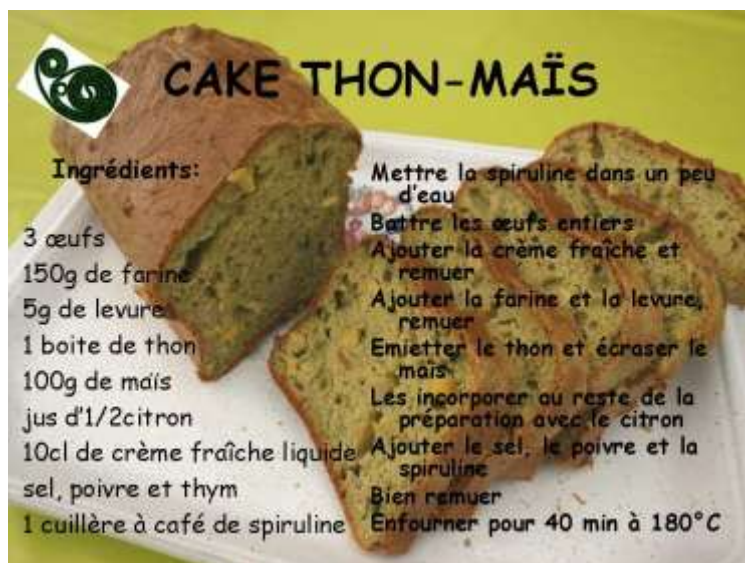 CAKE THON-MAÏS
Ingrédients:
3 œufs
150g de farine
5g de levure
1 boite de thon
100g de maïs
jus d'1/2citron
10cl de crème fraîche liquide
sel, poivre et thym
1 cuillère à café de spiruline
Mettre la spiruline dans un peu
d'eau
Battre les œufs entiers
Ajouter la crème fraîche et
remuer
Ajouter la farine et la levure,
remuer
Emietter le thon et écraser le
maïs
Les incorporer au reste de la
préparation avec le citron
Ajouter le sel, le poivre et la
spiruline
Bien remuer
Enfourner pour 40 min à 180°C